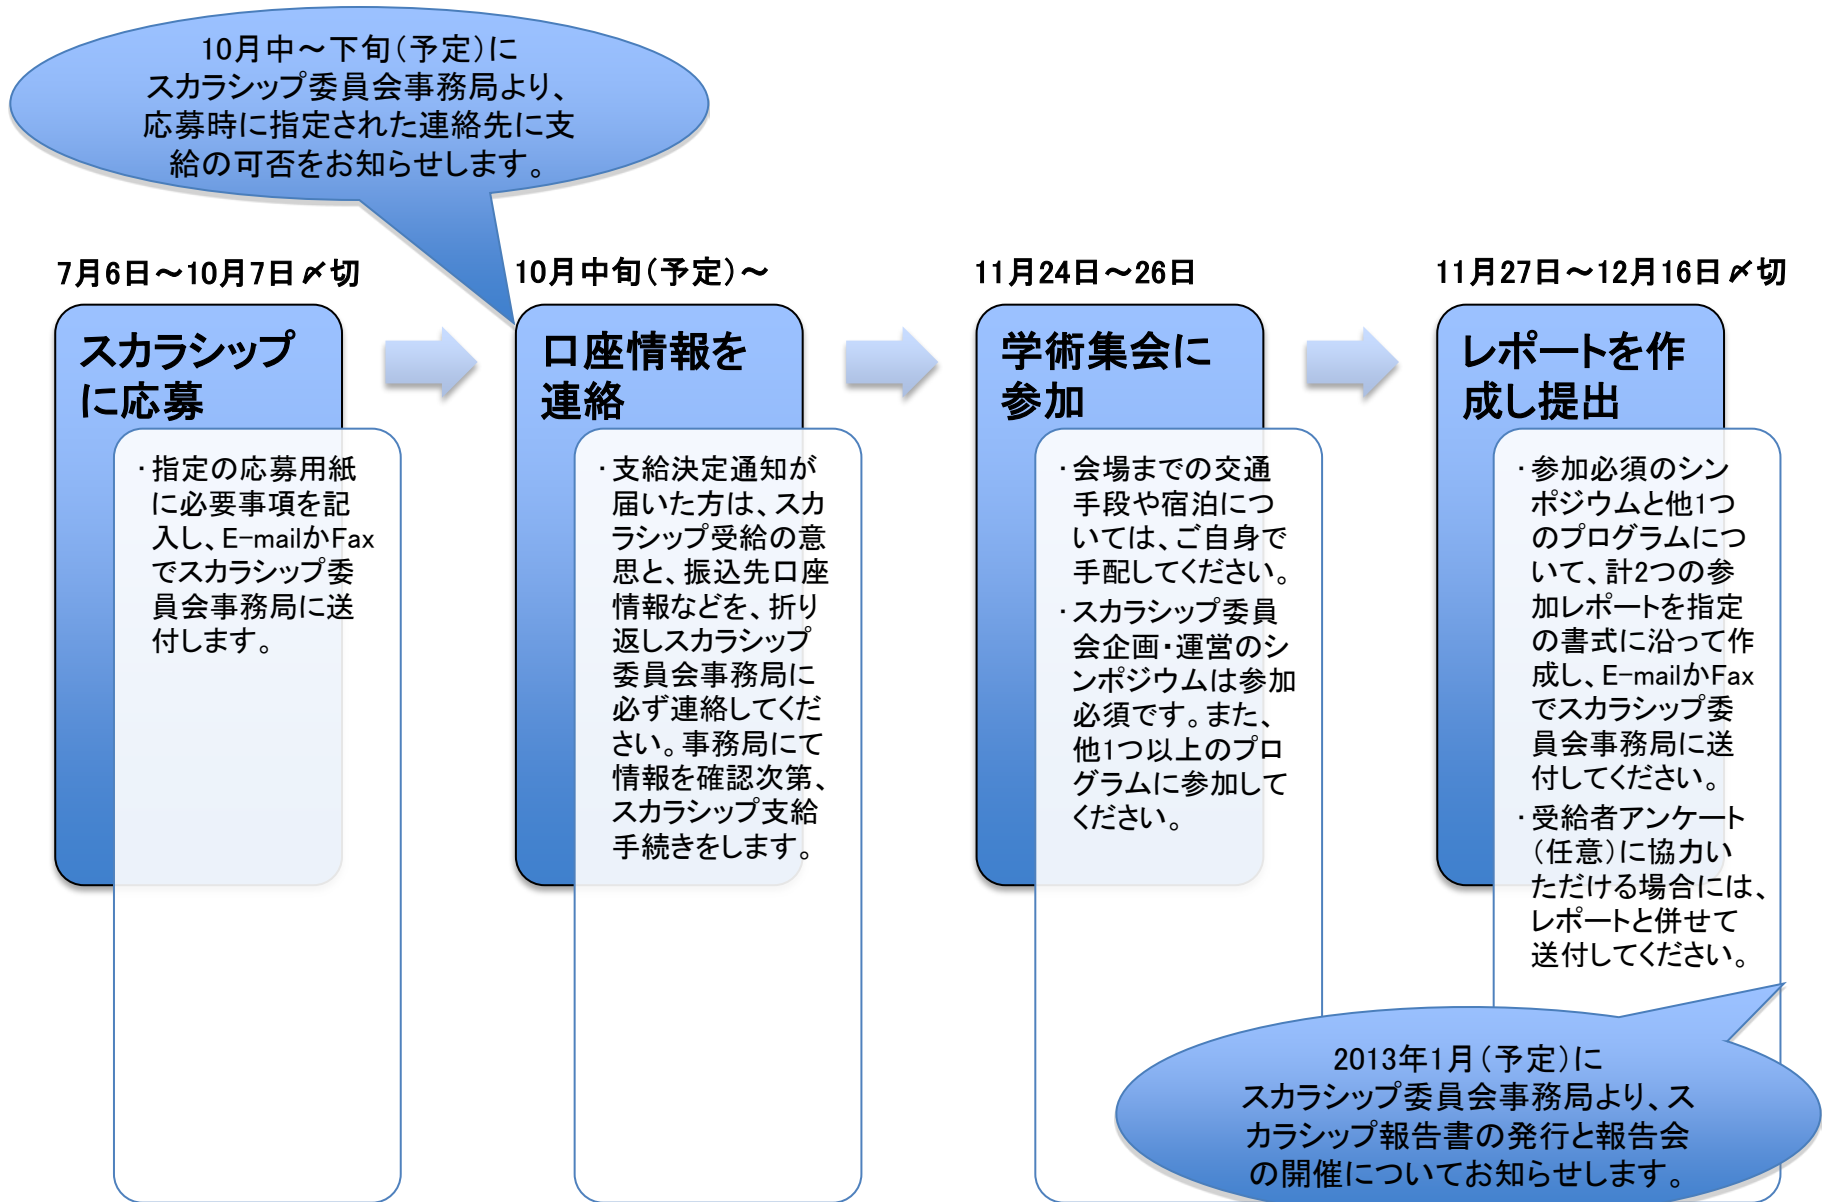 10月中～下旬（予定）に
スカラシップ委員会事務局より、
応募時に指定された連絡先に支
給の可否をお知らせします。
7月6日～10月7日〆切
スカラシップ
に応募
・指定の応募用紙
に必要事項を記
入し、E-mailかFax
でスカラシップ委
員会事務局に送
付します。
10月中旬（予定）～
口座情報を
連絡
・支給決定通知が
届いた方は、スカ
ラシップ受給の意
思と、振込先口座
情報などを、折り
返しスカラシップ
委員会事務局に
必ず連絡してくだ
さい。事務局にて
情報を確認次第、
スカラシップ支給
手続きをします。
11月24日～26日
学術集会に
参加
・会場までの交通
手段や宿泊につ
いては、ご自身で
手配してください。
・スカラシップ委員
会企画・運営のシ
ンポジウムは参加
必須です。また、
他1つ以上のプロ
グラムに参加して
ください。
11月27日～12月16日〆切
レポートを作
成し提出
・参加必須のシン
ポジウムと他1つ
のプログラムにつ
いて、計2つの参
加レポートを指定
の書式に沿って作
成し、E-mailかFax
でスカラシップ委
員会事務局に送
付してください。
・受給者アンケート
（任意）に協力い
ただける場合には、
レポートと併せて
送付してください。
2013年1月（予定）に
スカラシップ委員会事務局より、ス
カラシップ報告書の発行と報告会
の開催についてお知らせします。